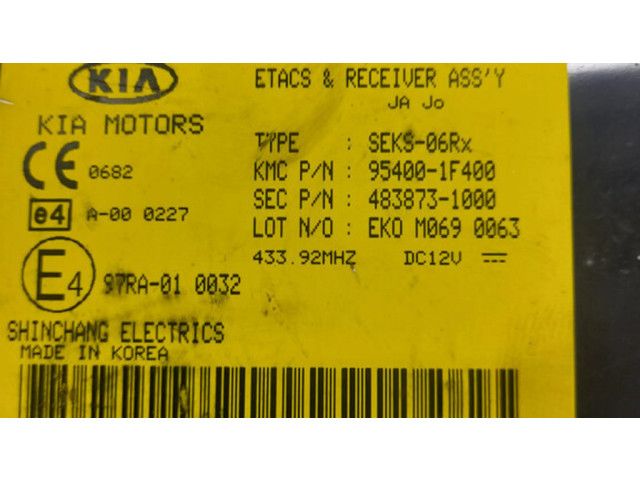 KIA
ETACS & RECEIVER ASS'Y
JA Jo
KIA MOTORS
TYPE : SEKS-06Rx
CE 0682
KMC P/N : 95400-1F400
e4 A-00 0227
SEC P/N : 483873-1000
LOT N/O : EKO M069 0063
433.92MHZ DC12V
E4 97RA-01 0032
SHINCHANG ELECTRICS
MADE IN KOREA